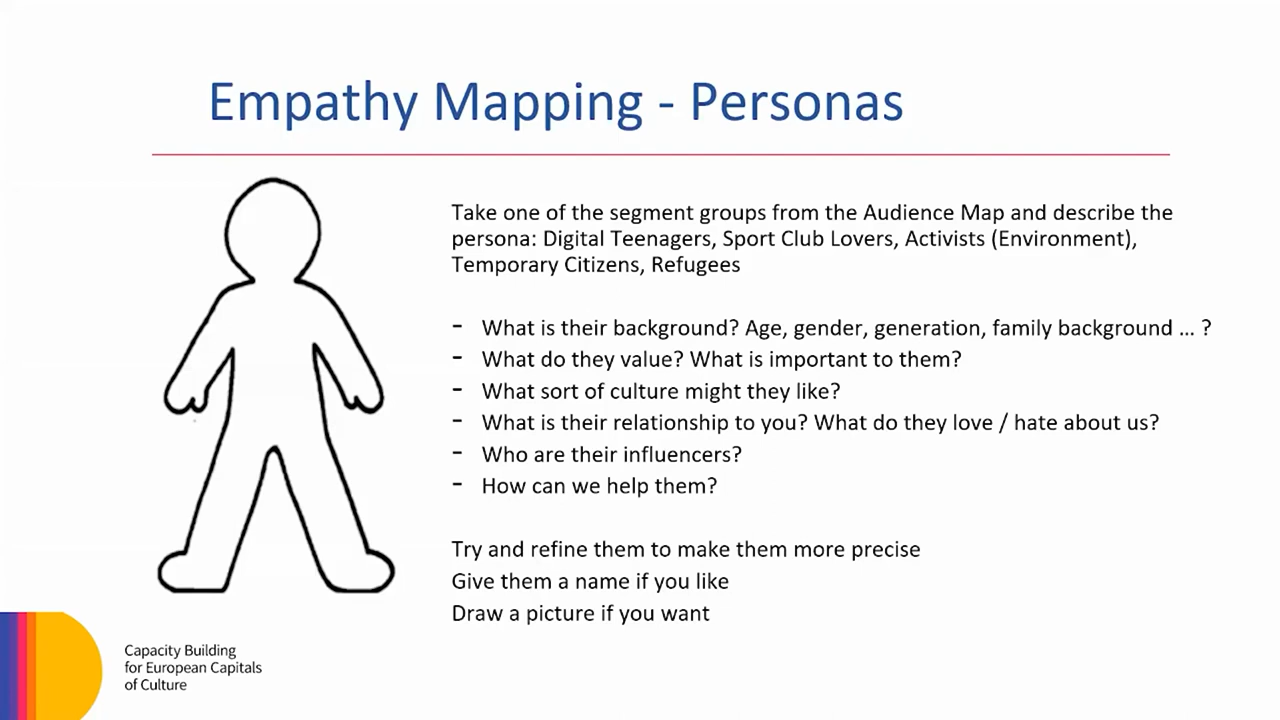 Empathy Mapping - Personas
Take one of the segment groups from the Audience Map and describe the
persona: Digital Teenagers, Sport Club Lovers, Activists (Environment),
Temporary Citizens, Refugees
- What is their background? Age, gender, generation, family background ... ?
- What do they value? What is important to them?
- What sort of culture might they like?
- What is their relationship to you? What do they love / hate about us?
- Who are their influencers?
- How can we help them?
Try and refine them to make them more precise
Give them a name if you like
Draw a picture if you want
Capacity Building
for European Capitals
of Culture